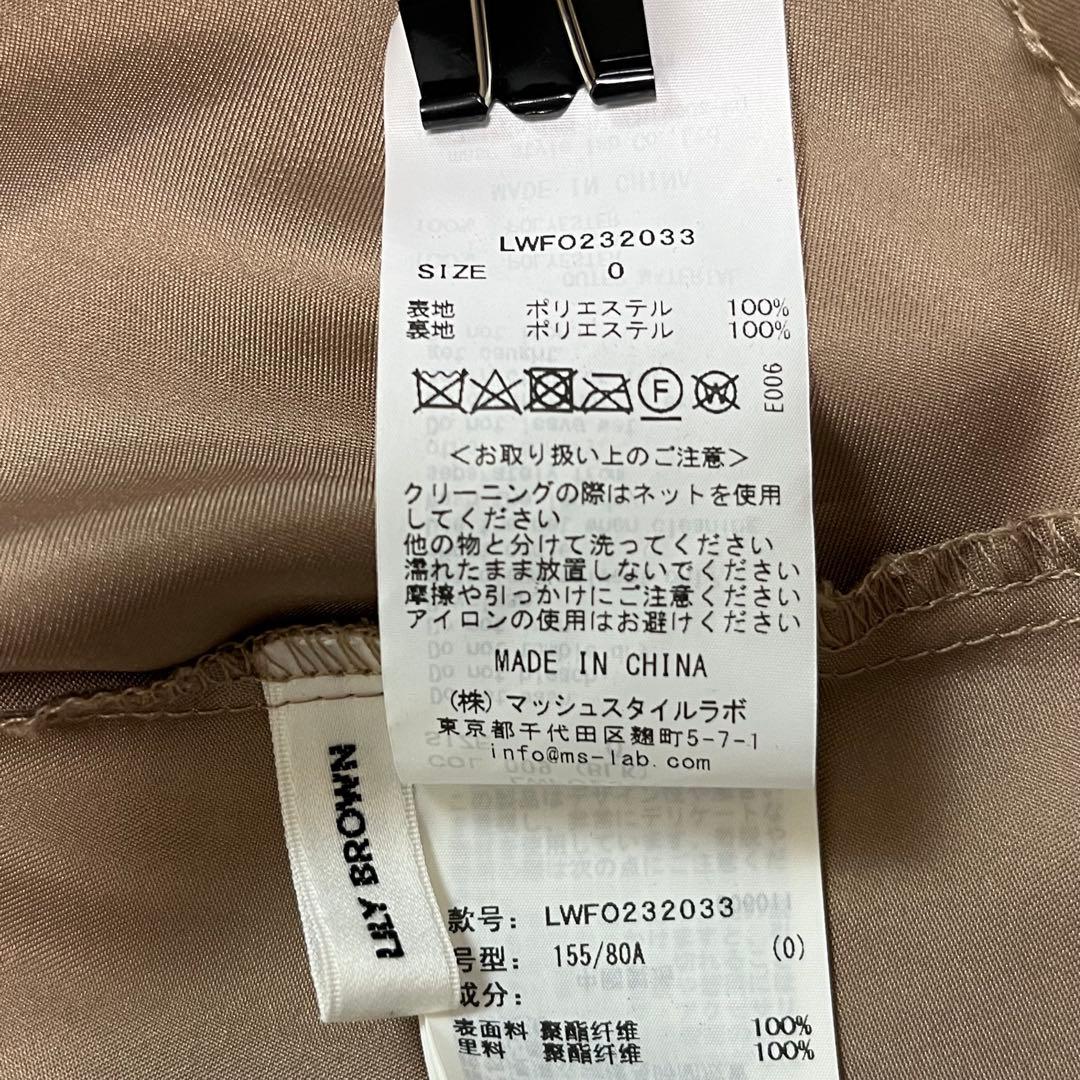 LWFO232033
SIZE 0
表地 ポリエステル 100%
裏地 ポリエステル 100%
F W E006
＜お取り扱い上のご注意＞
クリーニングの際はネットを使用
してください
他の物と分けて洗ってください
濡れたまま放置しないでください
摩擦や引っかけにご注意ください
アイロンの使用はお避けください
MADE IN CHINA
(株) マッシュスタイルラボ
東京都千代田区麹町5-7-1
info@ms-lab.com
LILY BROWN
款号: LWFO232033
号型: 155/80A (0)
成分:
表面料 聚酯纤维 100%
里料 聚酯纤维 100%